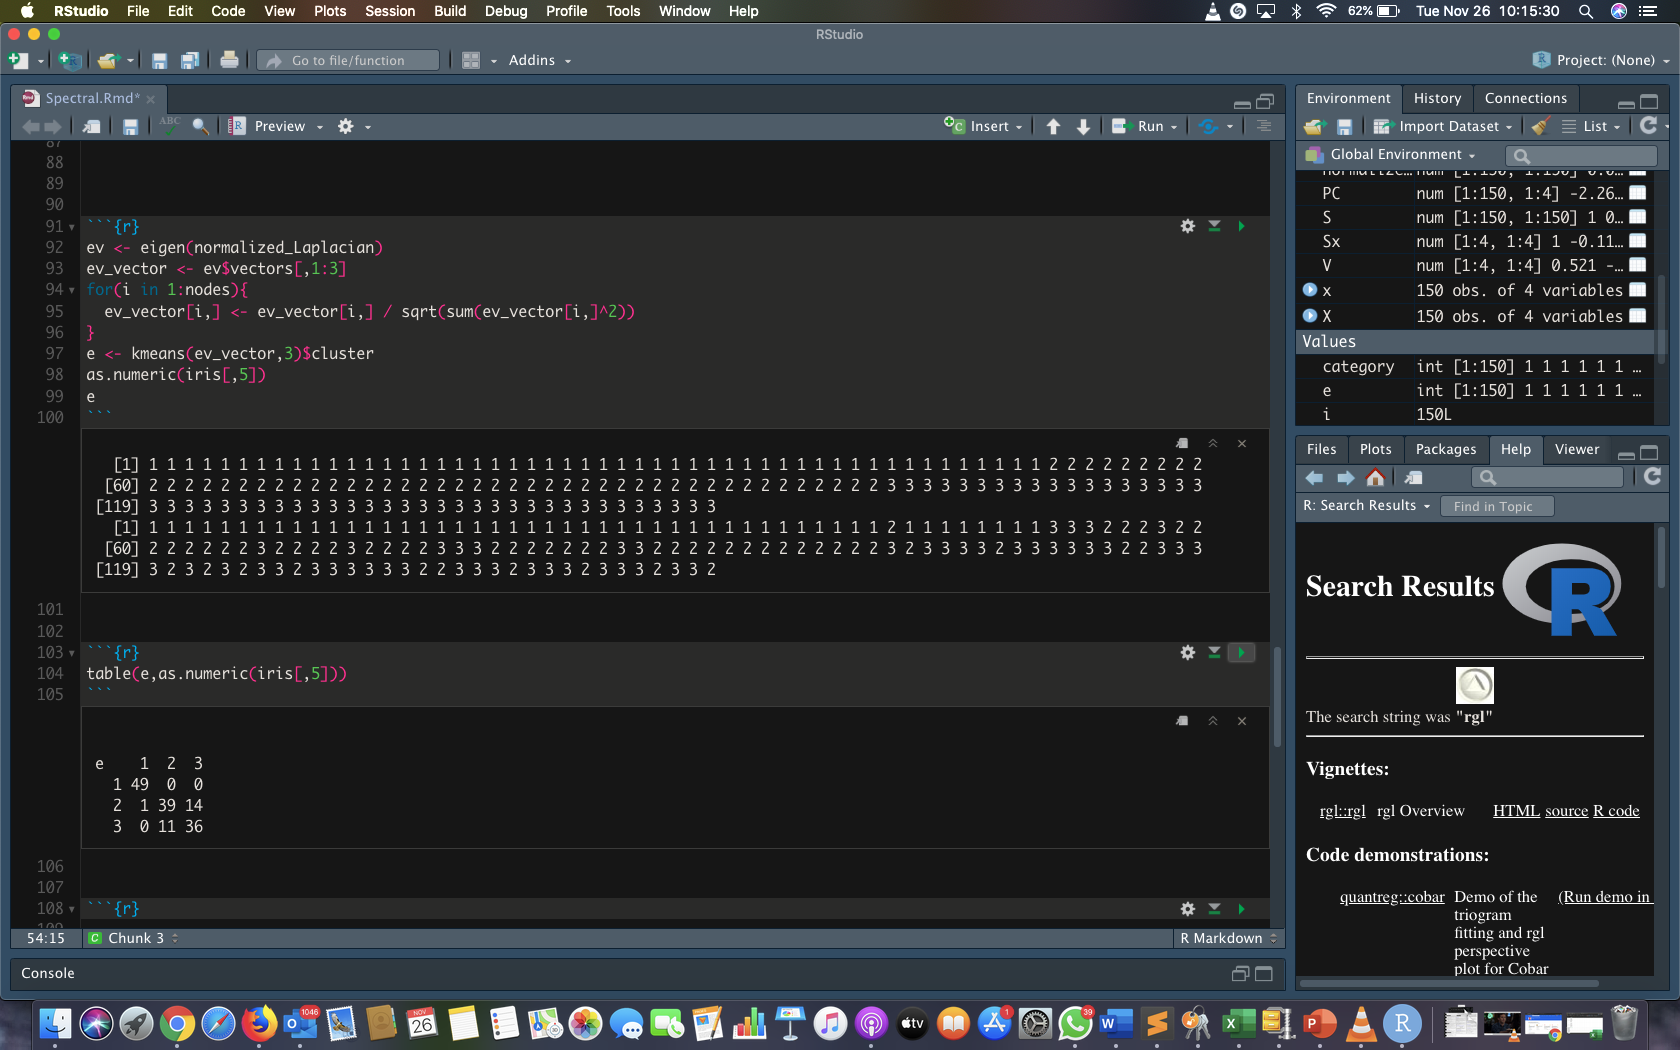 RStudio File Edit Code View Plots Session Build Debug Profile Tools Window Help 62% Tue Nov 26 10:15:30
RStudio
Go to file/function Addins Project: (None)
Spectral.Rmd*
ABC Preview Insert Run
87
88
89
90
91 ```{r}
92 ev <- eigen(normalized_Laplacian)
93 ev_vector <- ev$vectors[,1:3]
94 for(i in 1:nodes){
95 ev_vector[i,] <- ev_vector[i,] / sqrt(sum(ev_vector[i,]^2))
96 }
97 e <- kmeans(ev_vector,3)$cluster
98 as.numeric(iris[,5])
99 e
100 ```
[1] 1 1 1 1 1 1 1 1 1 1 1 1 1 1 1 1 1 1 1 1 1 1 1 1 1 1 1 1 1 1 1 1 1 1 1 1 1 1 1 1 1 1 1 1 1 1 1 1 1 1 2 2 2 2 2 2 2 2 2
[60] 2 2 2 2 2 2 2 2 2 2 2 2 2 2 2 2 2 2 2 2 2 2 2 2 2 2 2 2 2 2 2 2 2 2 2 2 2 2 2 2 2 3 3 3 3 3 3 3 3 3 3 3 3 3 3 3 3 3 3
[119] 3 3 3 3 3 3 3 3 3 3 3 3 3 3 3 3 3 3 3 3 3 3 3 3 3 3 3 3 3 3 3 3
[1] 1 1 1 1 1 1 1 1 1 1 1 1 1 1 1 1 1 1 1 1 1 1 1 1 1 1 1 1 1 1 1 1 1 1 1 1 1 1 1 1 1 2 1 1 1 1 1 1 1 1 3 3 3 2 2 2 3 2 2
[60] 2 2 2 2 2 2 3 2 2 2 2 3 2 2 2 2 2 3 3 3 2 2 2 2 2 2 3 3 2 2 2 2 2 2 2 2 2 2 2 2 2 2 3 2 3 3 3 3 2 3 3 3 3 3 3 2 2 3 3 3
[119] 3 2 3 2 3 2 3 3 2 3 3 3 3 3 3 2 2 3 3 3 2 3 3 3 2 3 3 3 2 3 3 2
101
102
103 ```{r}
104 table(e,as.numeric(iris[,5]))
105 ```
e 1 2 3
1 49 0 0
2 1 39 14
3 0 11 36
106
107
108 ```{r}
109
54:15 C Chunk 3 R Markdown
Console
Environment History Connections
Import Dataset List
Global Environment
PC num [1:150, 1:4] -2.26…
S num [1:150, 1:150] 1 0…
Sx num [1:4, 1:4] 1 -0.11…
V num [1:4, 1:4] 0.521 -…
x 150 obs. of 4 variables
X 150 obs. of 4 variables
Values
category int [1:150] 1 1 1 1 1 1 …
e int [1:150] 1 1 1 1 1 1 …
i 150L
Files Plots Packages Help Viewer
R: Search Results Find in Topic
Search Results R
The search string was "rgl"
Vignettes:
rgl::rgl rgl Overview HTML source R code
Code demonstrations:
quantreg::cobar Demo of the (Run demo in
triogram
fitting and rgl
perspective
plot for Cobar
1046 NOV 26 tv 1 39 W X P R